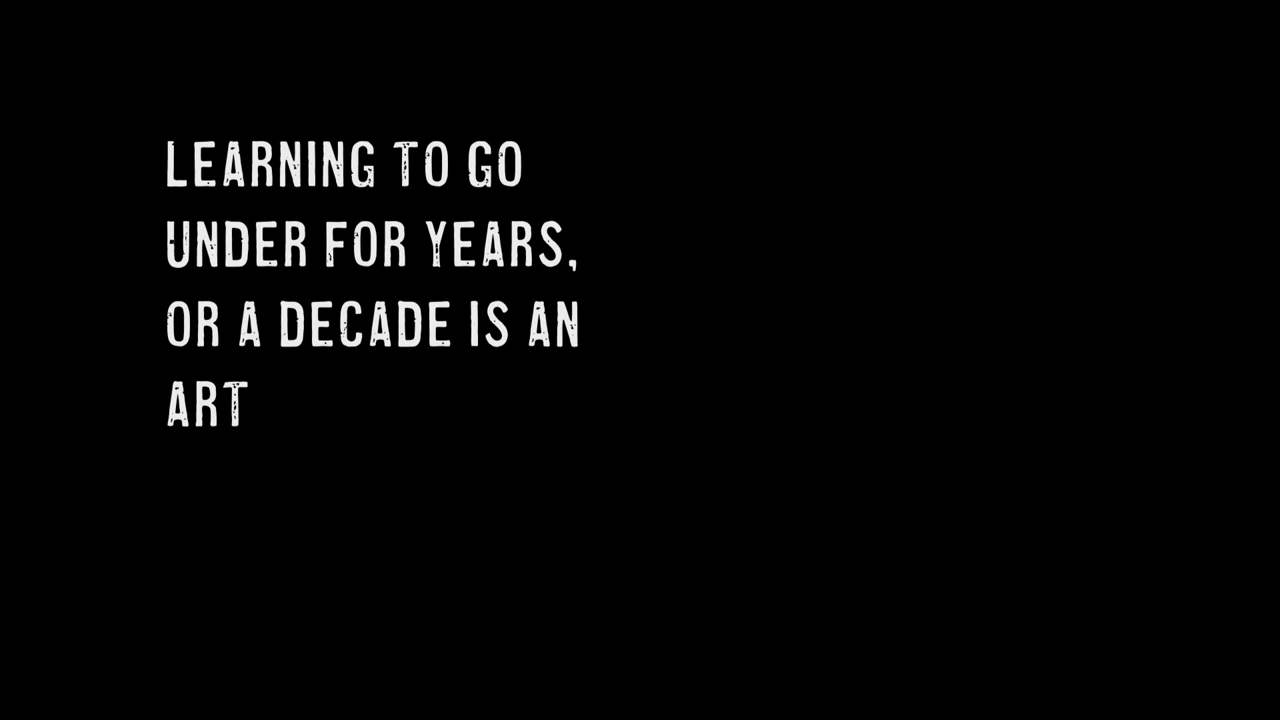 LEARNING TO GO
UNDER FOR YEARS,
OR A DECADE IS AN
ART